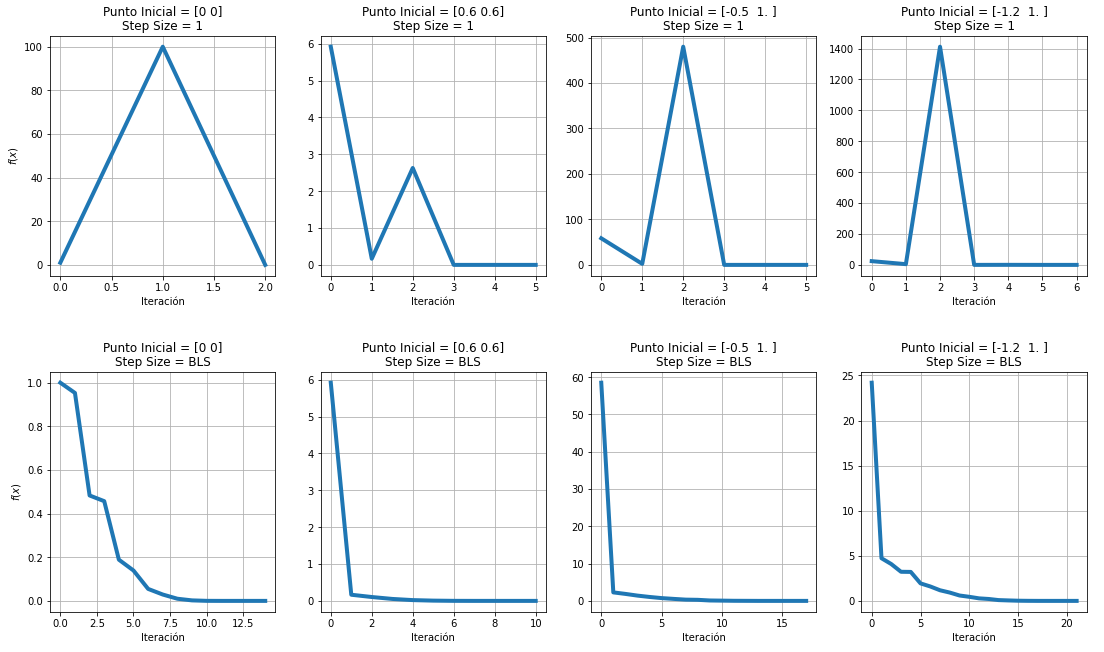 Punto Inicial = [0 0]
Step Size = 1
100
80
60
40
20
0
f(x)
0.0 0.5 1.0 1.5 2.0
Iteración
Punto Inicial = [0.6 0.6]
Step Size = 1
6
5
4
3
2
1
0
0 1 2 3 4 5
Iteración
Punto Inicial = [-0.5 1. ]
Step Size = 1
500
400
300
200
100
0
0 1 2 3 4 5
Iteración
Punto Inicial = [-1.2 1. ]
Step Size = 1
1400
1200
1000
800
600
400
200
0
0 1 2 3 4 5 6
Iteración
Punto Inicial = [0 0]
Step Size = BLS
1.0
0.8
0.6
0.4
0.2
0.0
f(x)
0.0 2.5 5.0 7.5 10.0 12.5
Iteración
Punto Inicial = [0.6 0.6]
Step Size = BLS
6
5
4
3
2
1
0
0 2 4 6 8 10
Iteración
Punto Inicial = [-0.5 1. ]
Step Size = BLS
60
50
40
30
20
10
0
0 5 10 15
Iteración
Punto Inicial = [-1.2 1. ]
Step Size = BLS
25
20
15
10
5
0
0 5 10 15 20
Iteración